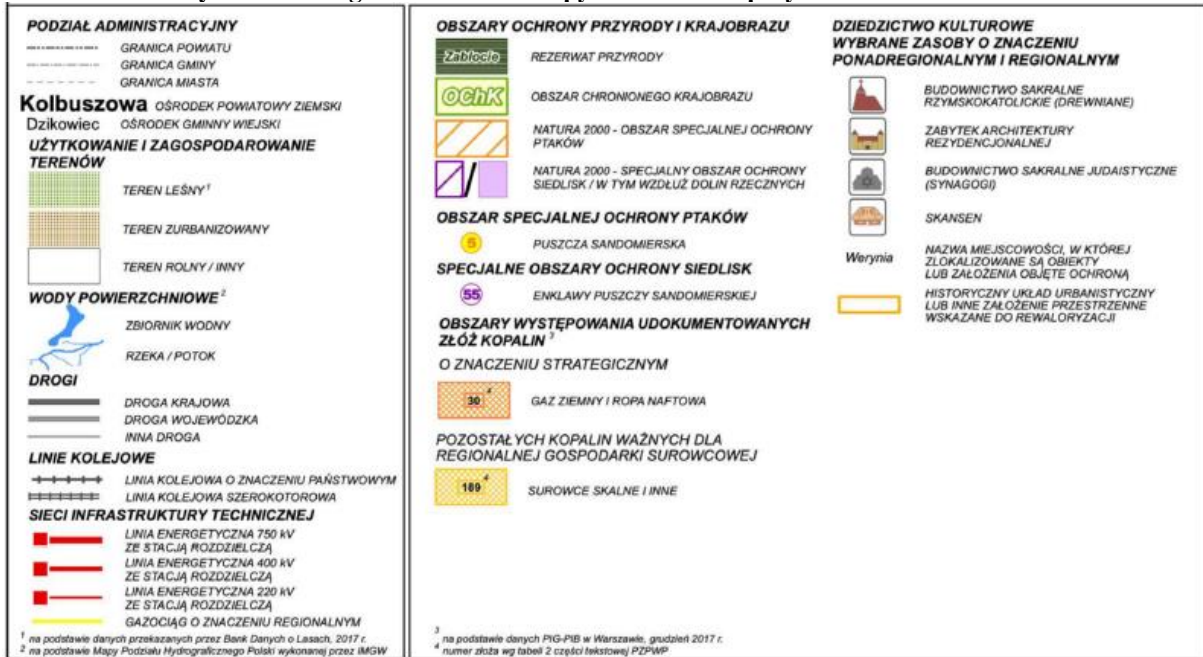 PODZIAŁ ADMINISTRACYJNY
GRANICA POWIATU
GRANICA GMINY
GRANICA MIASTA
Kolbuszowa OŚRODEK POWIATOWY ZIEMSKI
Dzikowiec OŚRODEK GMINNY WIEJSKI
UŻYTKOWANIE I ZAGOSPODAROWANIE
TERENÓW
TEREN LEŚNY 1
TEREN ZURBANIZOWANY
TEREN ROLNY / INNY
WODY POWIERZCHNIOWE 2
ZBIORNIK WODNY
RZEKA / POTOK
DROGI
DROGA KRAJOWA
DROGA WOJEWÓDZKA
INNA DROGA
LINIE KOLEJOWE
LINIA KOLEJOWA O ZNACZENIU PAŃSTWOWYM
LINIA KOLEJOWA SZEROKOTOROWA
SIECI INFRASTRUKTURY TECHNICZNEJ
LINIA ENERGETYCZNA 750 kV
ZE STACJĄ ROZDZIELCZĄ
LINIA ENERGETYCZNA 400 kV
ZE STACJĄ ROZDZIELCZĄ
LINIA ENERGETYCZNA 220 kV
ZE STACJĄ ROZDZIELCZĄ
GAZOCIĄG O ZNACZENIU REGIONALNYM
1 na podstawie danych przekazanych przez Bank Danych o Lasach, 2017 r.
2 na podstawie Mapy Podziału Hydrograficznego Polski wykonanej przez IMGW
OBSZARY OCHRONY PRZYRODY I KRAJOBRAZU
Zabłocie REZERWAT PRZYRODY
OChK OBSZAR CHRONIONEGO KRAJOBRAZU
NATURA 2000 - OBSZAR SPECJALNEJ OCHRONY
PTAKÓW
NATURA 2000 - SPECJALNY OBSZAR OCHRONY
SIEDLISK / W TYM WZDŁUŻ DOLIN RZECZNYCH
OBSZAR SPECJALNEJ OCHRONY PTAKÓW
5 PUSZCZA SANDOMIERSKA
SPECJALNE OBSZARY OCHRONY SIEDLISK
55 ENKLAWY PUSZCZY SANDOMIERSKIEJ
OBSZARY WYSTĘPOWANIA UDOKUMENTOWANYCH
ZŁÓŻ KOPALIN 3
O ZNACZENIU STRATEGICZNYM
30 4 GAZ ZIEMNY I ROPA NAFTOWA
POZOSTAŁYCH KOPALIN WAŻNYCH DLA
REGIONALNEJ GOSPODARKI SUROWCOWEJ
189 4 SUROWCE SKALNE I INNE
3 na podstawie danych PIG-PIB w Warszawie, grudzień 2017 r.
4 numer złoża wg tabeli 2 części tekstowej PZPWP
DZIEDZICTWO KULTUROWE
WYBRANE ZASOBY O ZNACZENIU
PONADREGIONALNYM I REGIONALNYM
BUDOWNICTWO SAKRALNE
RZYMSKOKATOLICKIE (DREWNIANE)
ZABYTEK ARCHITEKTURY
REZYDENCJONALNEJ
BUDOWNICTWO SAKRALNE JUDAISTYCZNE
(SYNAGOGI)
SKANSEN
Werynia NAZWA MIEJSCOWOŚCI, W KTÓREJ
ZLOKALIZOWANE SĄ OBIEKTY
LUB ZAŁOŻENIA OBJĘTE OCHRONĄ
HISTORYCZNY UKŁAD URBANISTYCZNY
LUB INNE ZAŁOŻENIE PRZESTRZENNE
WSKAZANE DO REWALORYZACJI